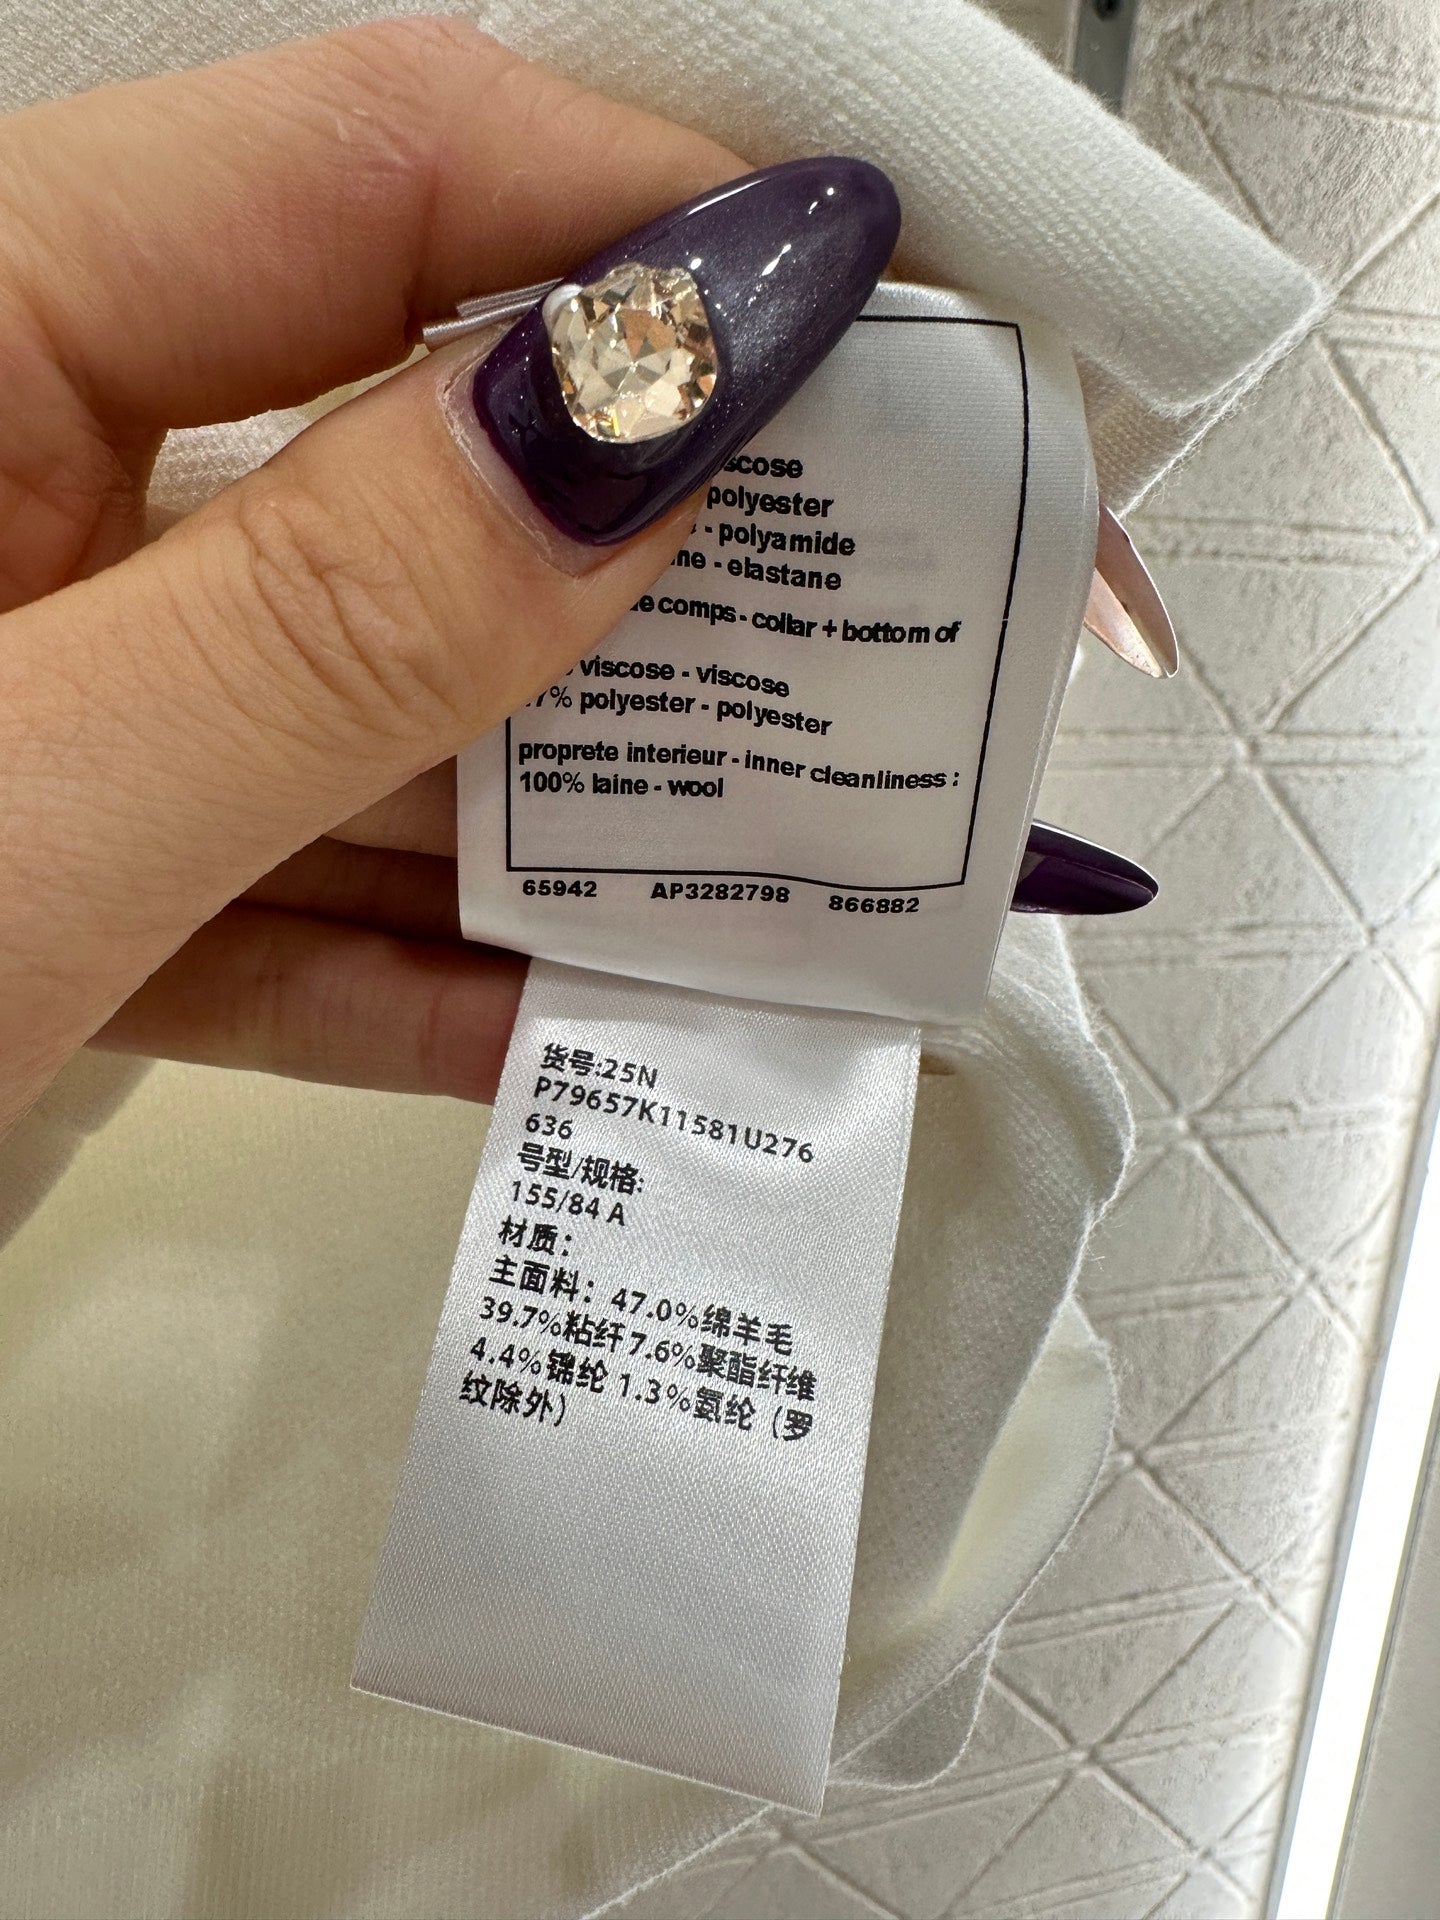 polyester
- polyamide
- elastane
comps - collar + bottom of
viscose - viscose
7% polyester - polyester
proprete interieur - inner cleanliness :
100% laine - wool
65942 AP3282798 866882
货号:25N
P79657K11581U276
636
号型/规格:
155/84 A
材质：
主面料：47.0%绵羊毛
39.7%粘纤 7.6%聚酯纤维
4.4%锦纶 1.3%氨纶（罗
纹除外）